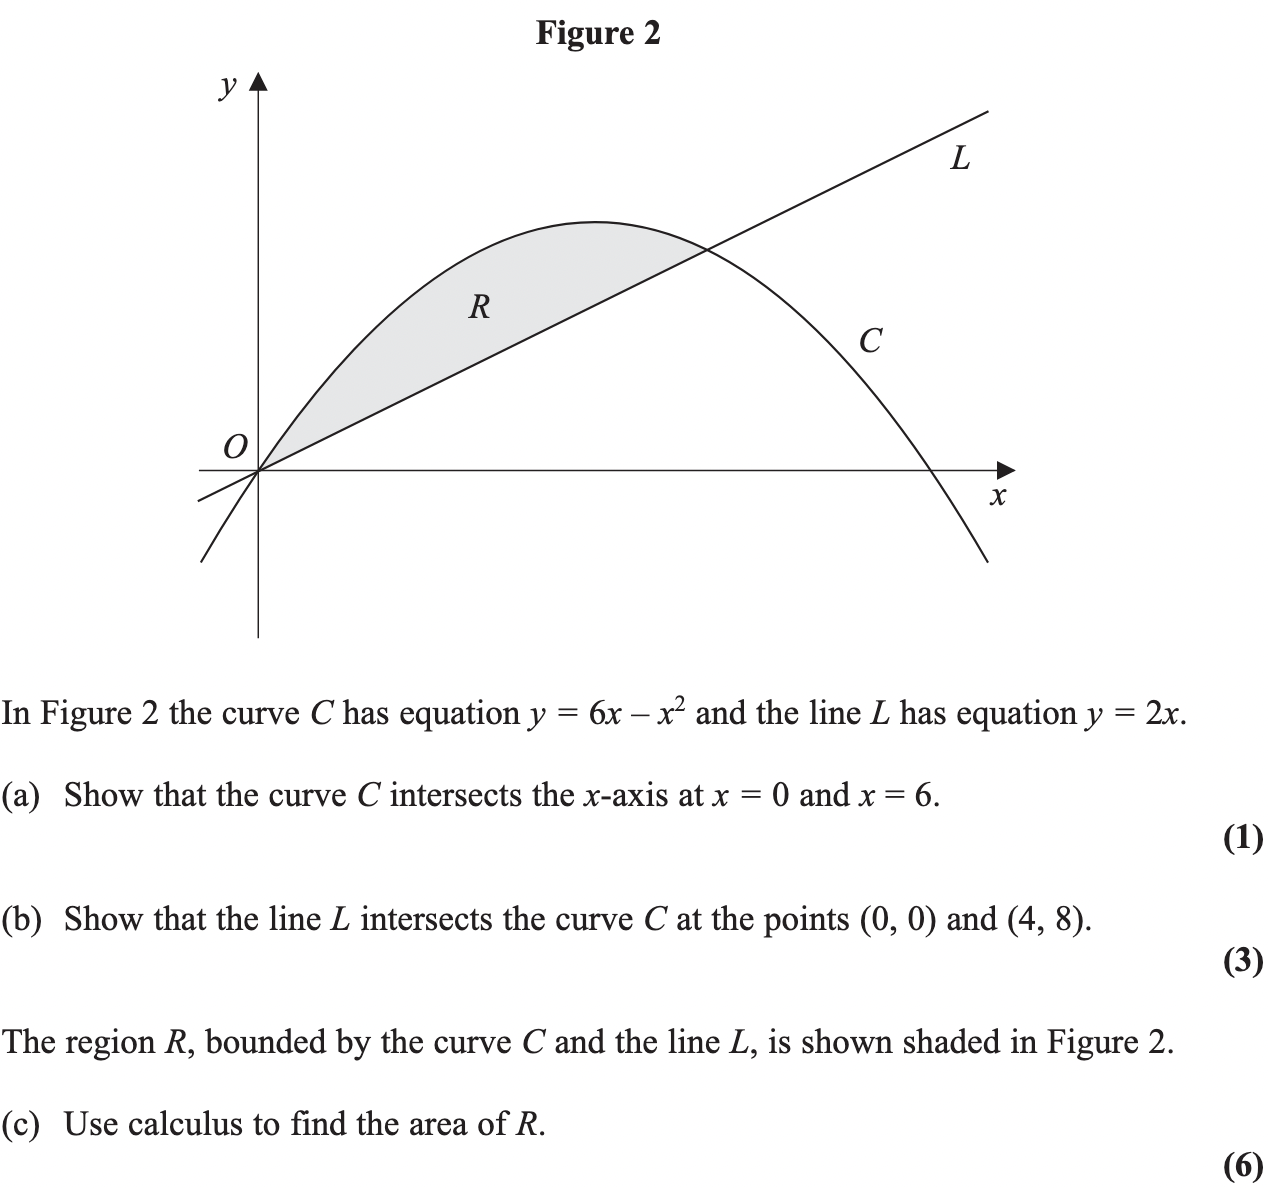 Figure 2
y
L
R
C
O
x
In Figure 2 the curve C has equation y = 6x – x² and the line L has equation y = 2x.
(a) Show that the curve C intersects the x-axis at x = 0 and x = 6.
(1)
(b) Show that the line L intersects the curve C at the points (0, 0) and (4, 8).
(3)
The region R, bounded by the curve C and the line L, is shown shaded in Figure 2.
(c) Use calculus to find the area of R.
(6)